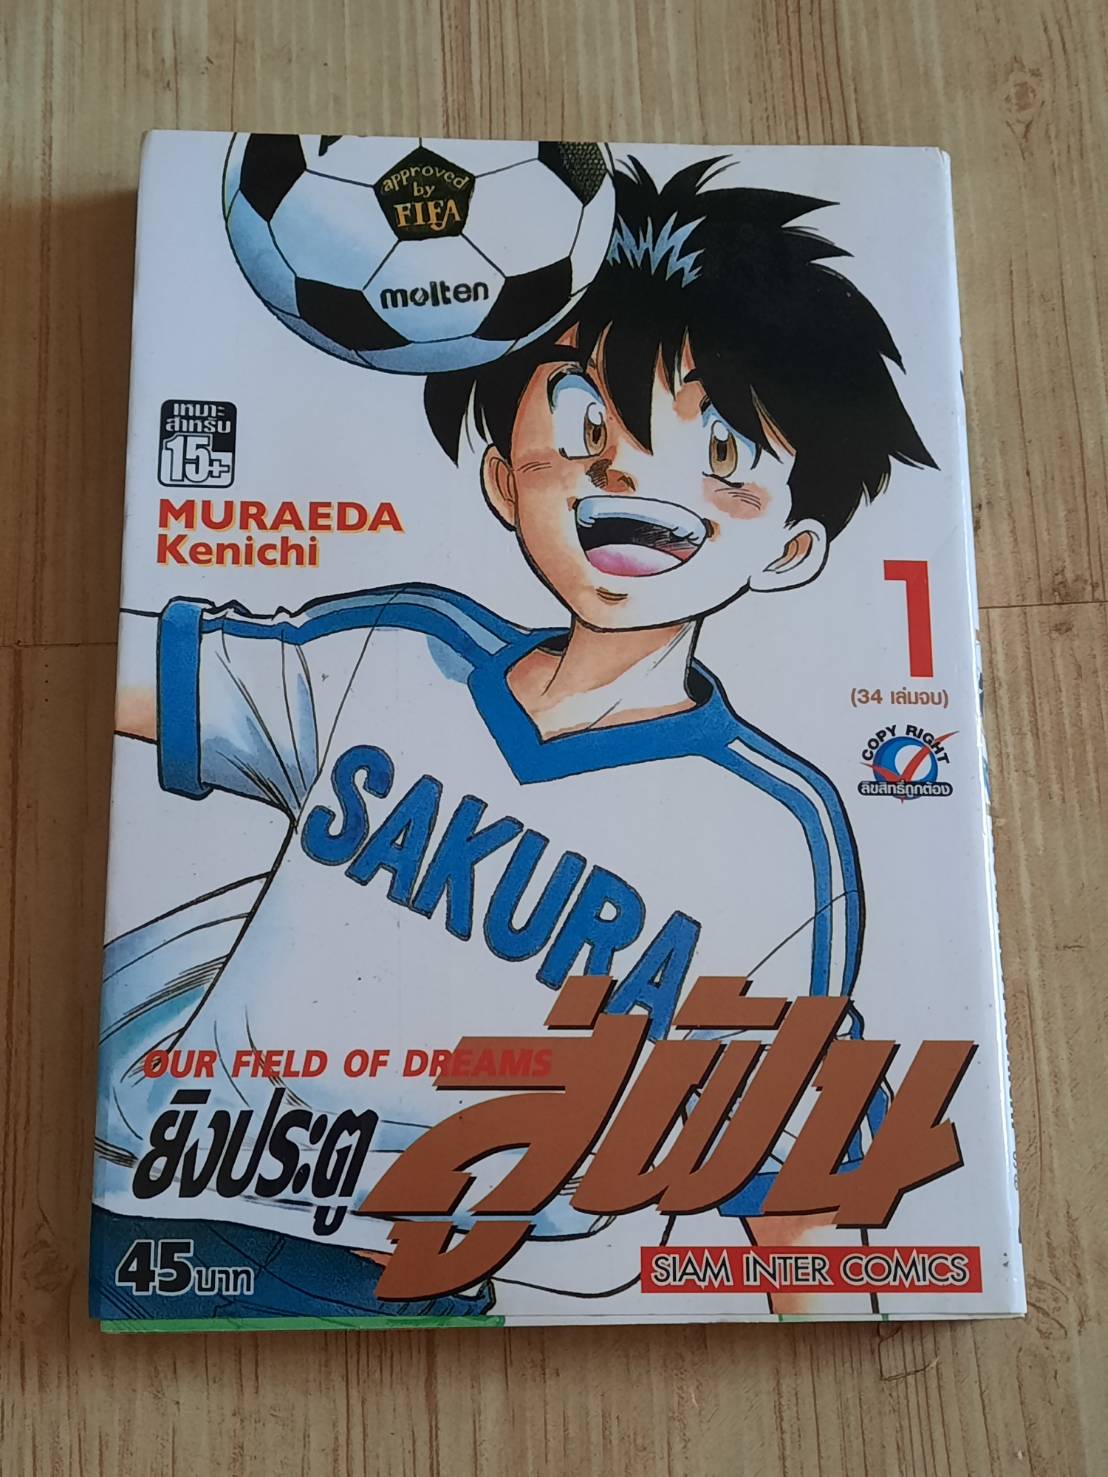 approved
by
FIFA
molten
เหมาะ
สำหรับ
15+
MURAEDA
Kenichi
1
(34 เล่มจบ)
COPY RIGHT
ลิขสิทธิ์ถูกต้อง
SAKURA
OUR FIELD OF DREAMS
ยิงประตู
สู่ฝัน
45บาท
SIAM INTER COMICS